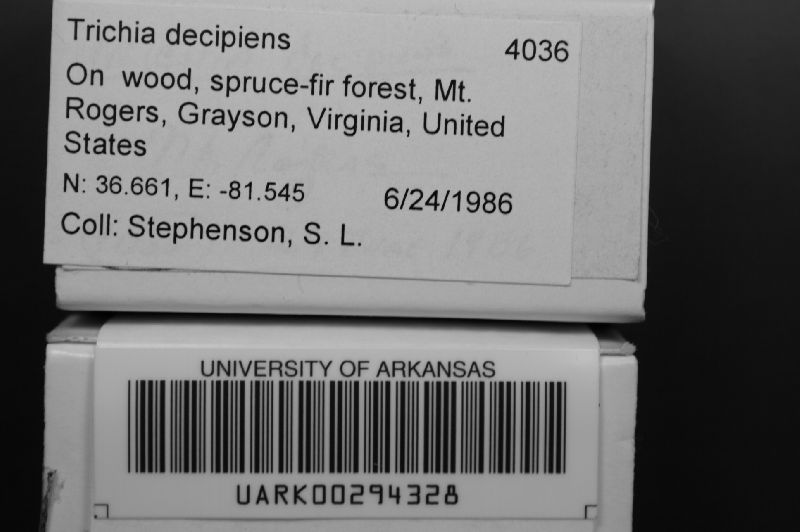 Trichia decipiens 4036
On wood, spruce-fir forest, Mt.
Rogers, Grayson, Virginia, United
States
N: 36.661, E: -81.545 6/24/1986
Coll: Stephenson, S. L.
UNIVERSITY OF ARKANSAS
UARK00294328